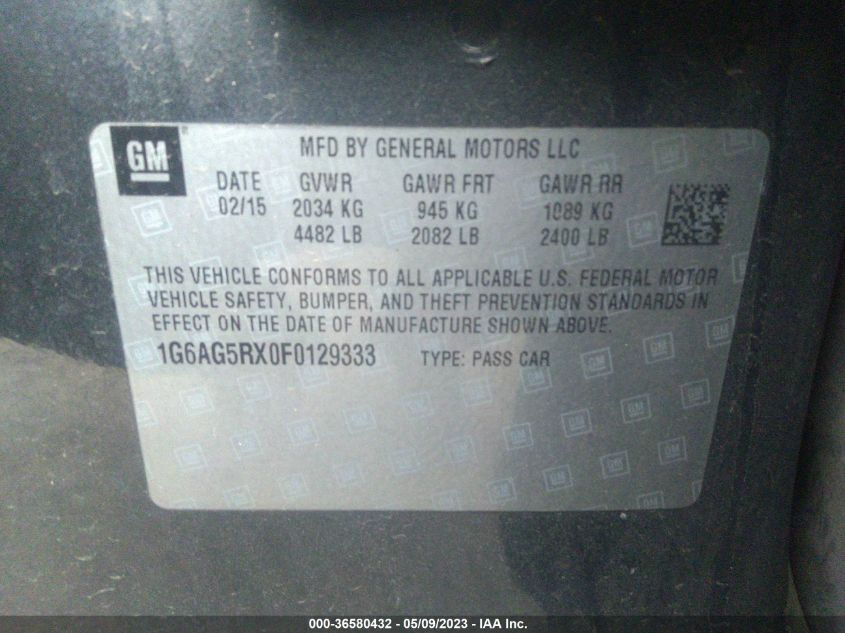 GM
MFD BY GENERAL MOTORS LLC
DATE GVWR GAWR FRT GAWR RR
02/15 2034 KG 945 KG 1089 KG
4482 LB 2082 LB 2400 LB
THIS VEHICLE CONFORMS TO ALL APPLICABLE U.S. FEDERAL MOTOR
VEHICLE SAFETY, BUMPER, AND THEFT PREVENTION STANDARDS IN
EFFECT ON THE DATE OF MANUFACTURE SHOWN ABOVE.
1G6AG5RX0F0129333 TYPE: PASS CAR
000-36580432 - 05/09/2023 - IAA Inc.